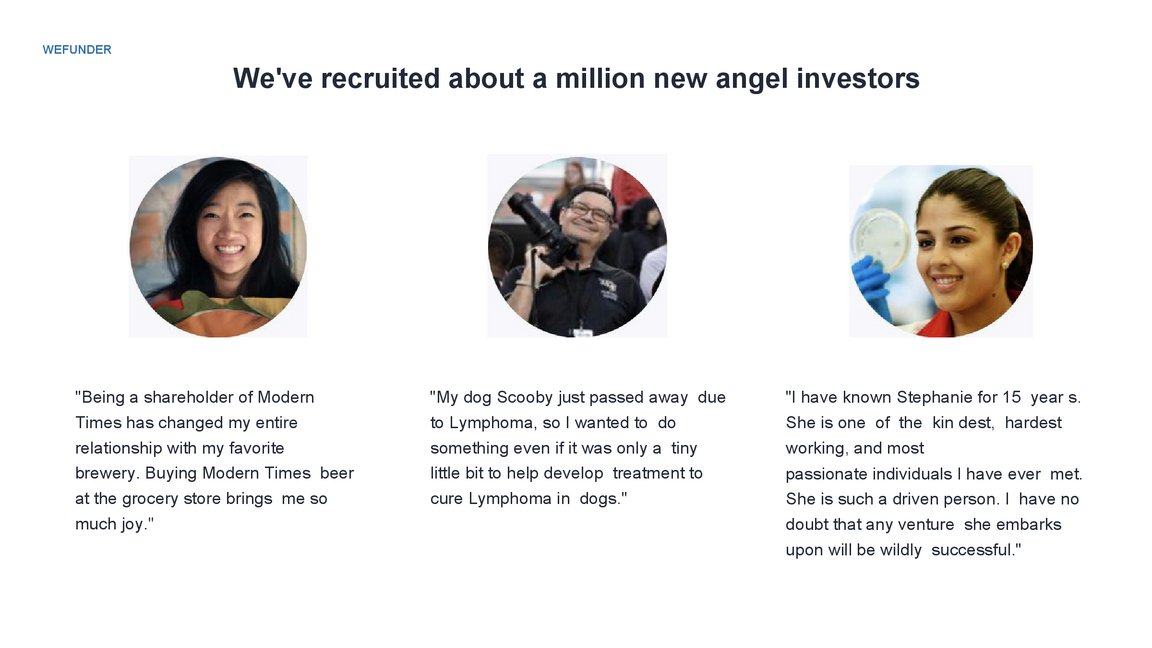 WEFUNDER
We've recruited about a million new angel investors
"Being a shareholder of Modern
Times has changed my entire
relationship with my favorite
brewery. Buying Modern Times  beer
at the grocery store brings  me so
much joy."
"My dog Scooby just passed away  due
to Lymphoma, so I wanted to  do
something even if it was only a  tiny
little bit to help develop  treatment to
cure Lymphoma in  dogs."
"I have known Stephanie for 15  year s.
She is one  of  the  kin dest,  hardest
working, and most
passionate individuals I have ever  met.
She is such a driven person. I  have no
doubt that any venture  she embarks
upon will be wildly  successful."